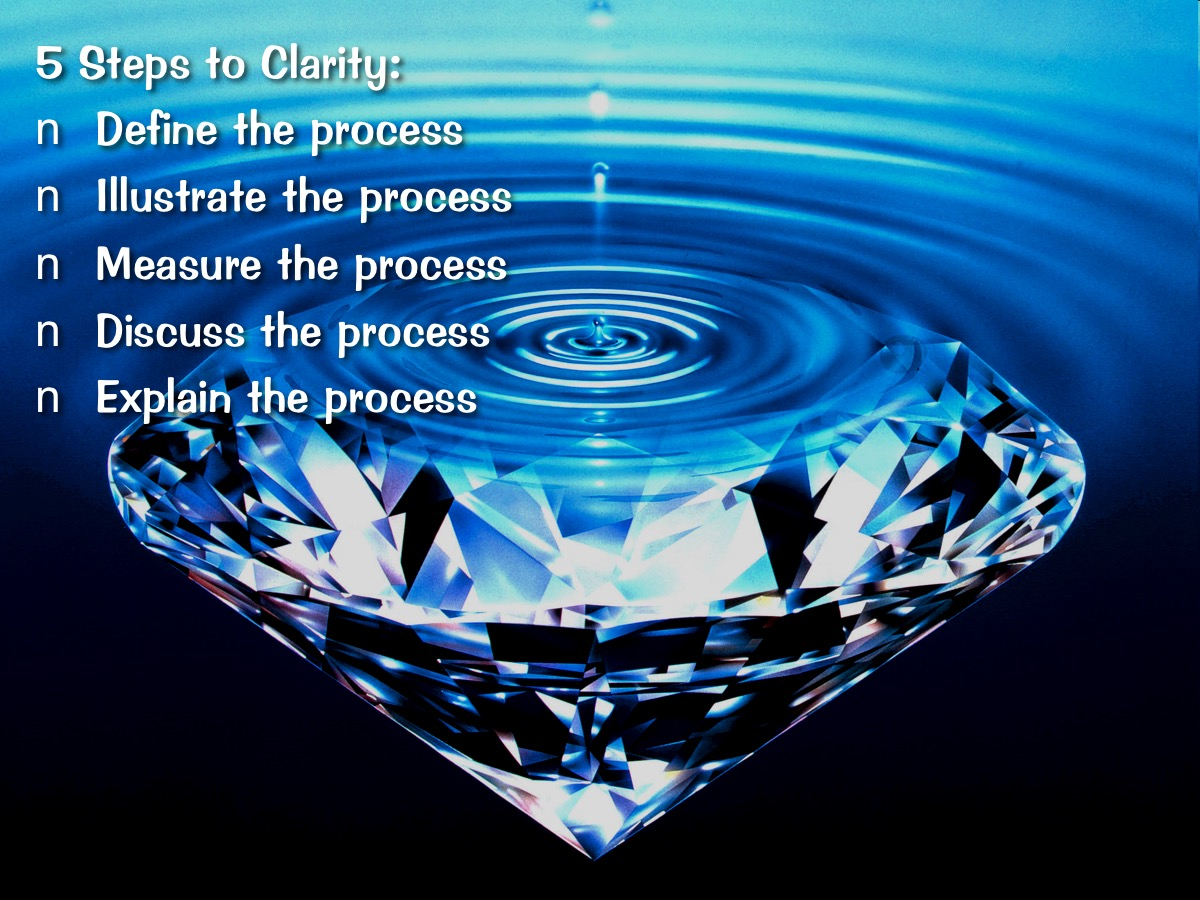 5 Steps to Clarity:
n Define the process
n Illustrate the process
n Measure the process
n Discuss the process
n Explain the process